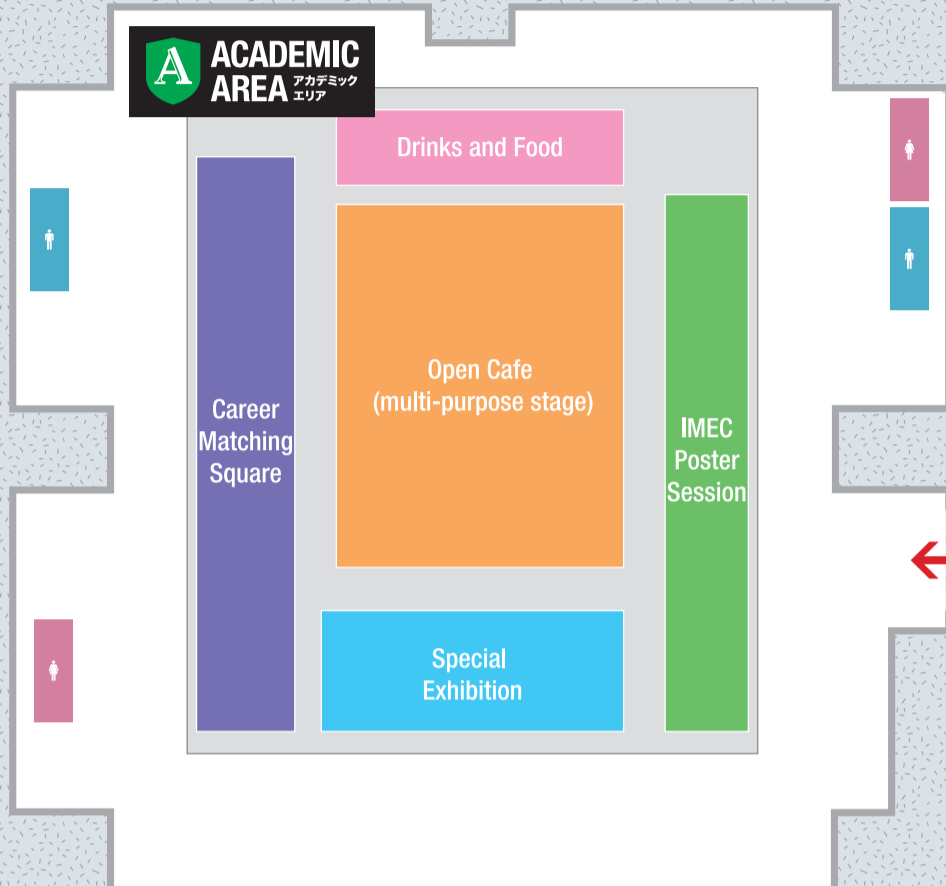 A
ACADEMIC
AREA アカデミック
エリア
Drinks and Food
Open Cafe
(multi-purpose stage)
Career
Matching
Square
IMEC
Poster
Session
Special
Exhibition